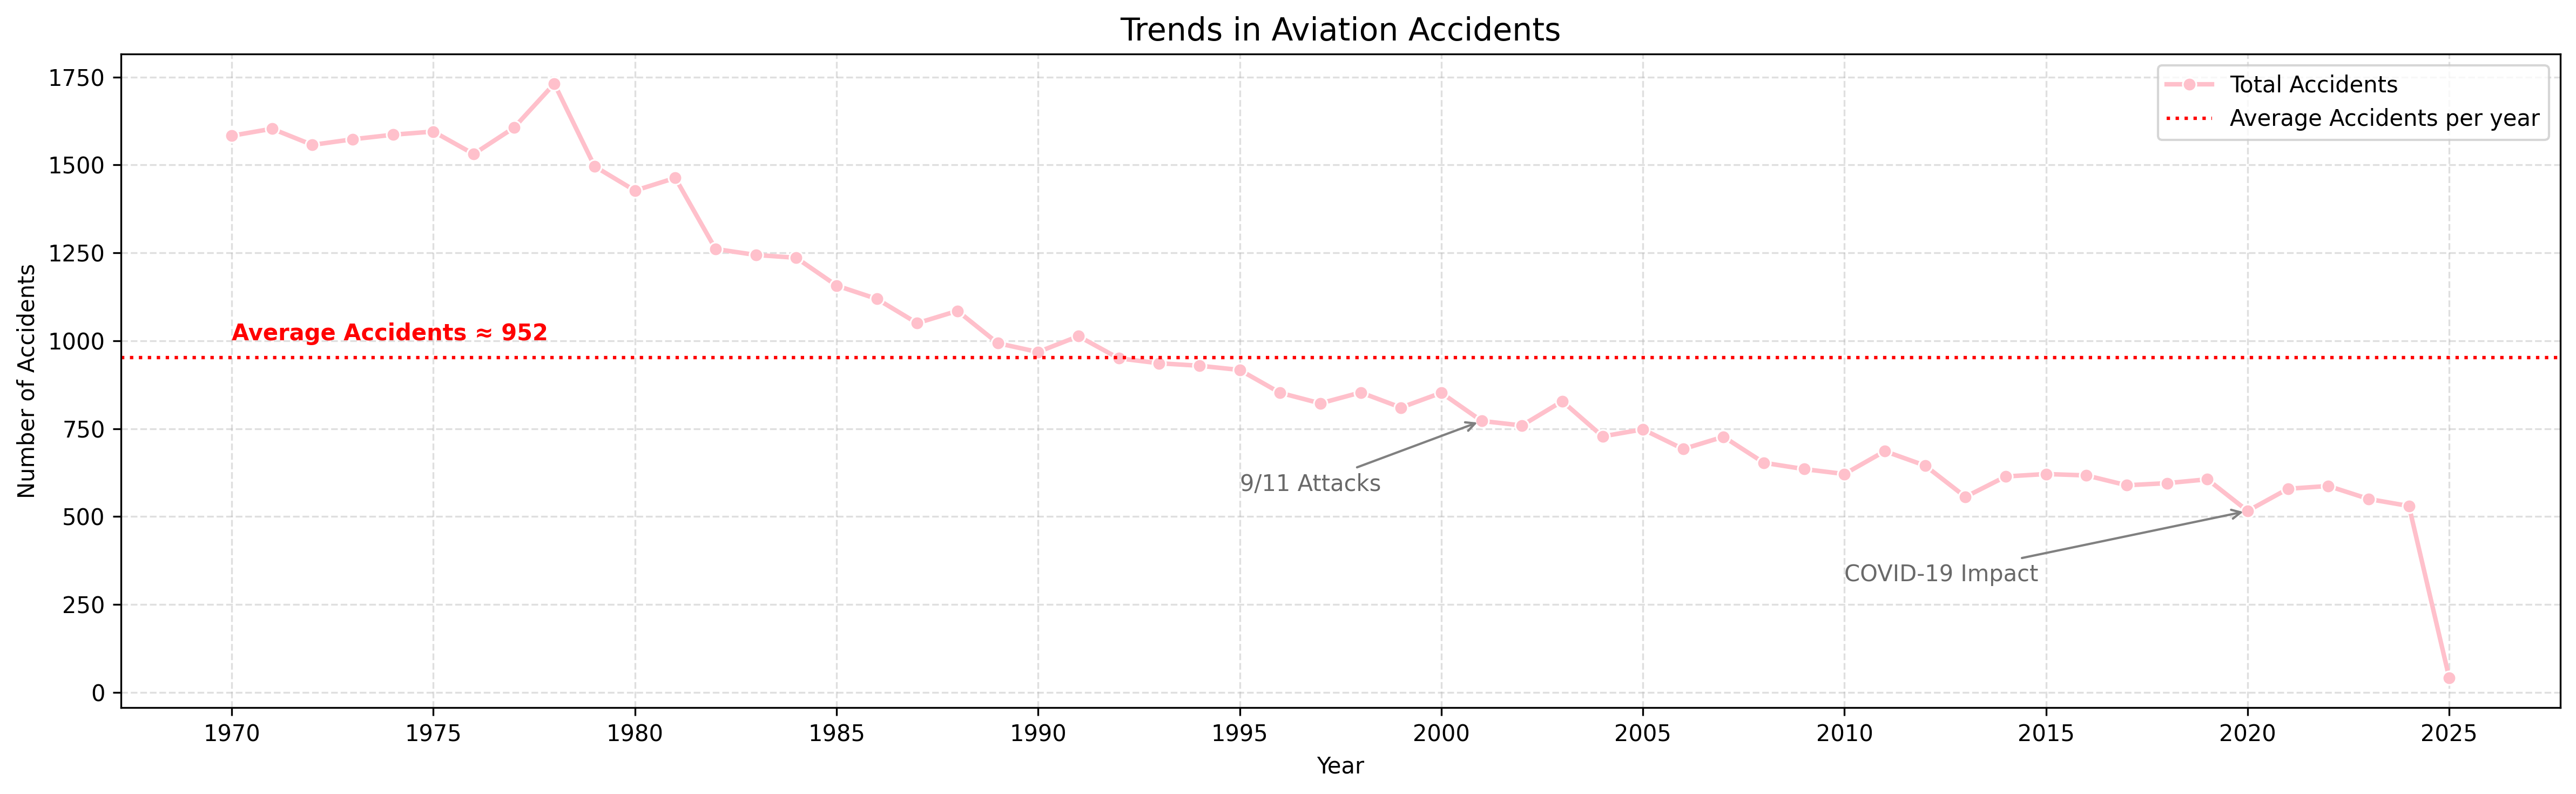 Trends in Aviation Accidents
Total Accidents
Average Accidents per year
Number of Accidents
1750
1500
1250
1000
750
500
250
0
Average Accidents ≈ 952
9/11 Attacks
COVID-19 Impact
1970 1975 1980 1985 1990 1995 2000 2005 2010 2015 2020 2025
Year